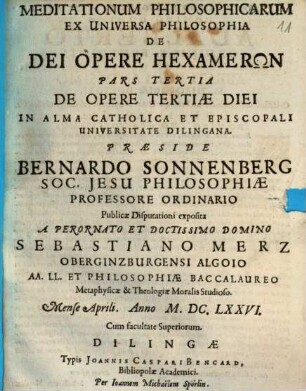 MEDITATIONUM PHILOSOPHICARUM
11
EX UNIVERSA PHILOSOPHIA
DE
DEI OPERE HEXAMERΩN
PARS TERTIA
DE OPERE TERTIÆ DIEI
IN ALMA CATHOLICA ET EPISCOPALI
UNIVERSITATE DILINGANA.
PRÆSIDE
BERNARDO SONNENBERG
SOC. JESU PHILOSOPHIÆ
PROFESSORE ORDINARIO
Publicæ Disputationi exposita
A PERORNATO ET DOCTISSIMO DOMINO
SEBASTIANO MERZ
OBERGINZBURGENSI ALGOIO
AA. LL. ET PHILOSOPHIÆ BACCALAUREO
Metaphysicæ & Theologiæ Moralis Studioso.
Mense Aprili. Anno M. DC. LXXVI.
Cum facultate Superiorum.
DILINGÆ
Typis JOANNIS CASPARI BENCARD,
Bibliopolæ Academici.
Per Ioannem Michaëlem Spörlin.